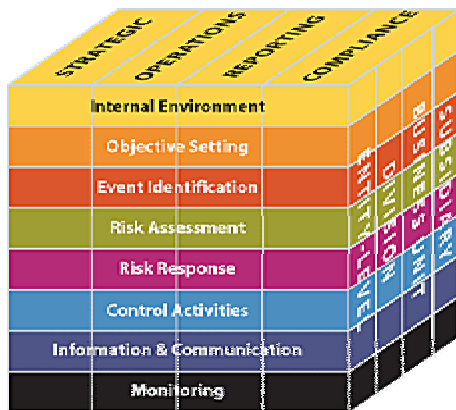 STRATEGIC
OPERATIONS
REPORTING
COMPLIANCE
Internal Environment
Objective Setting
Event Identification
Risk Assessment
Risk Response
Control Activities
Information & Communication
Monitoring
ENTITY LEVEL
DIVISION
BUSINESS UNIT
SUBSIDIARY